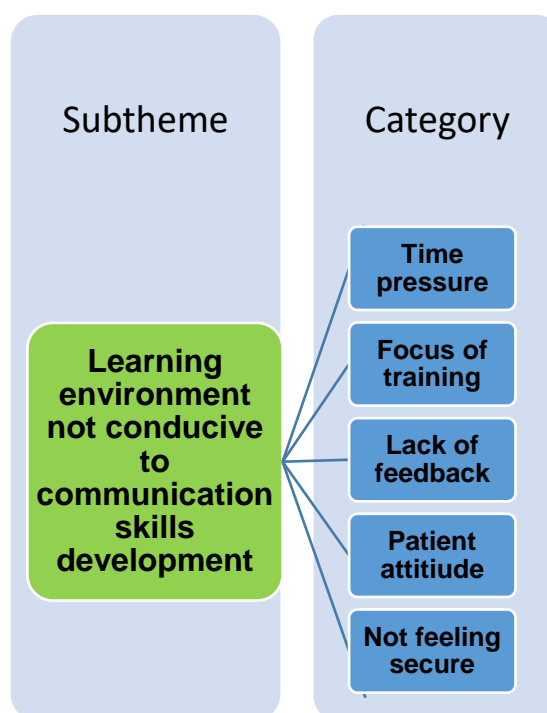 Subtheme
Category
Learning
environment
not conducive
to
communication
skills
development
Time
pressure
Focus of
training
Lack of
feedback
Patient
attitiude
Not feeling
secure